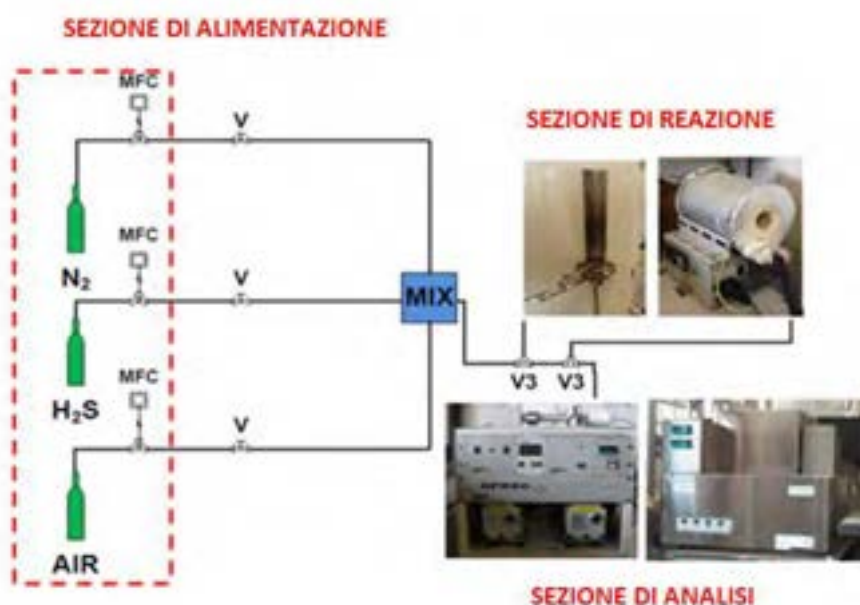 SEZIONE DI ALIMENTAZIONE
MFC
V
N₂
SEZIONE DI REAZIONE
MFC
V
MIX
H₂S
MFC
V
V3 V3
AIR
SEZIONE DI ANALISI